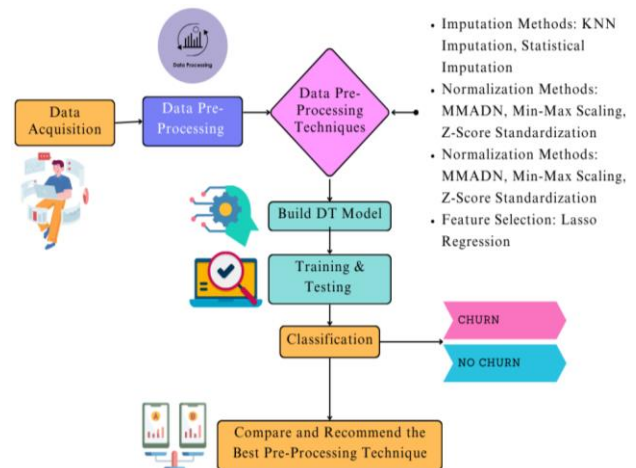 Data Processing
Data
Acquisition
Data Pre-
Processing
Data Pre-
Processing
Techniques
• Imputation Methods: KNN
Imputation, Statistical
Imputation
• Normalization Methods:
MMADN, Min-Max Scaling,
Z-Score Standardization
• Normalization Methods:
MMADN, Min-Max Scaling,
Z-Score Standardization
• Feature Selection: Lasso
Regression
Build DT Model
Training &
Testing
Classification
CHURN
NO CHURN
A
B
Compare and Recommend the
Best Pre-Processing Technique